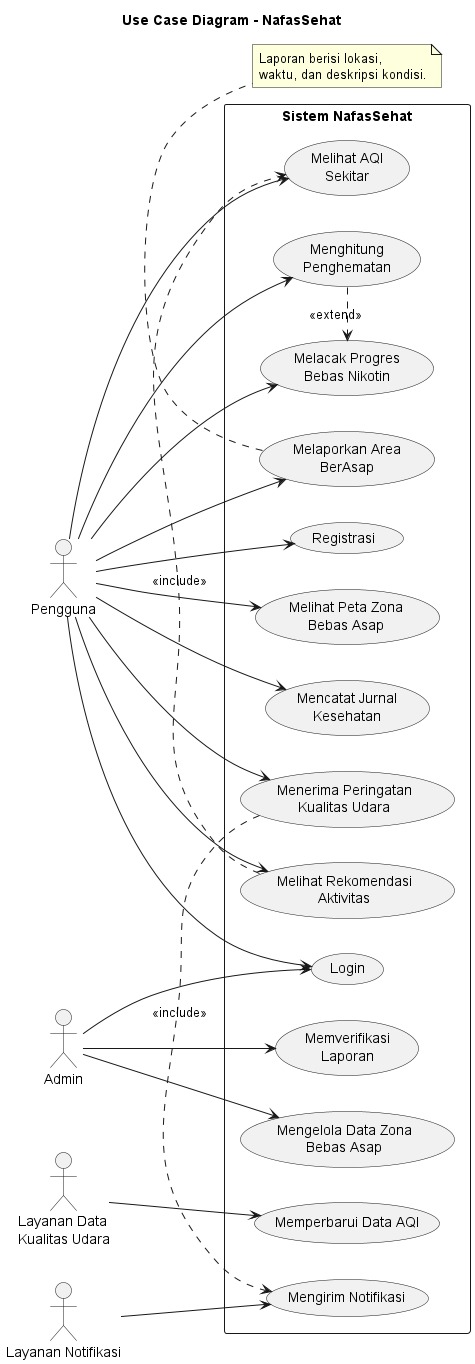 Use Case Diagram - NafasSehat
Laporan berisi lokasi,
waktu, dan deskripsi kondisi.
Sistem NafasSehat
Melihat AQI
Sekitar
Menghitung
Penghematan
«extend»
Melacak Progres
Bebas Nikotin
Melaporkan Area
BerAsap
Registrasi
Pengguna
«include»
Melihat Peta Zona
Bebas Asap
Mencatat Jurnal
Kesehatan
Menerima Peringatan
Kualitas Udara
Melihat Rekomendasi
Aktivitas
Login
«include»
Memverifikasi
Laporan
Admin
Mengelola Data Zona
Bebas Asap
Layanan Data
Kualitas Udara
Memperbarui Data AQI
Mengirim Notifikasi
Layanan Notifikasi